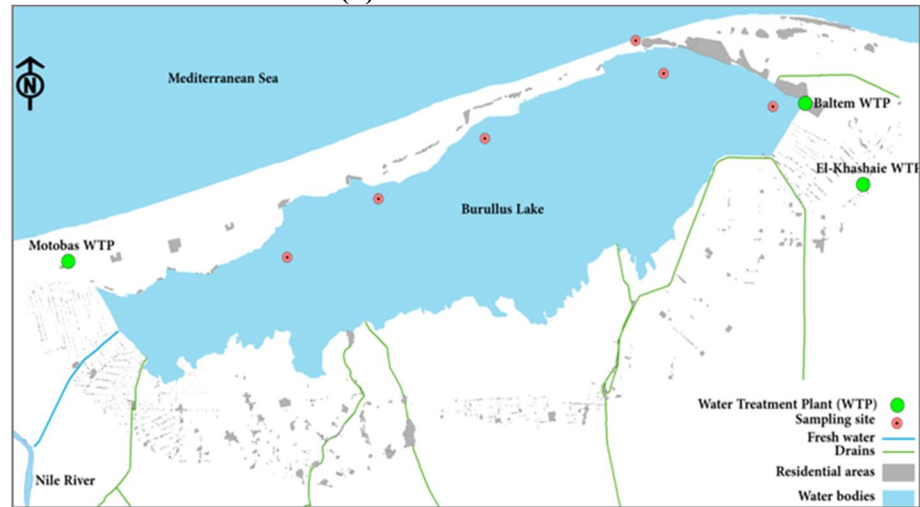 Mediterranean Sea
N
Baltem WTP
El-Khashaie WTP
Burullus Lake
Motobas WTP
Water Treatment Plant (WTP)
Sampling site
Fresh water
Drains
Nile River
Residential areas
Water bodies